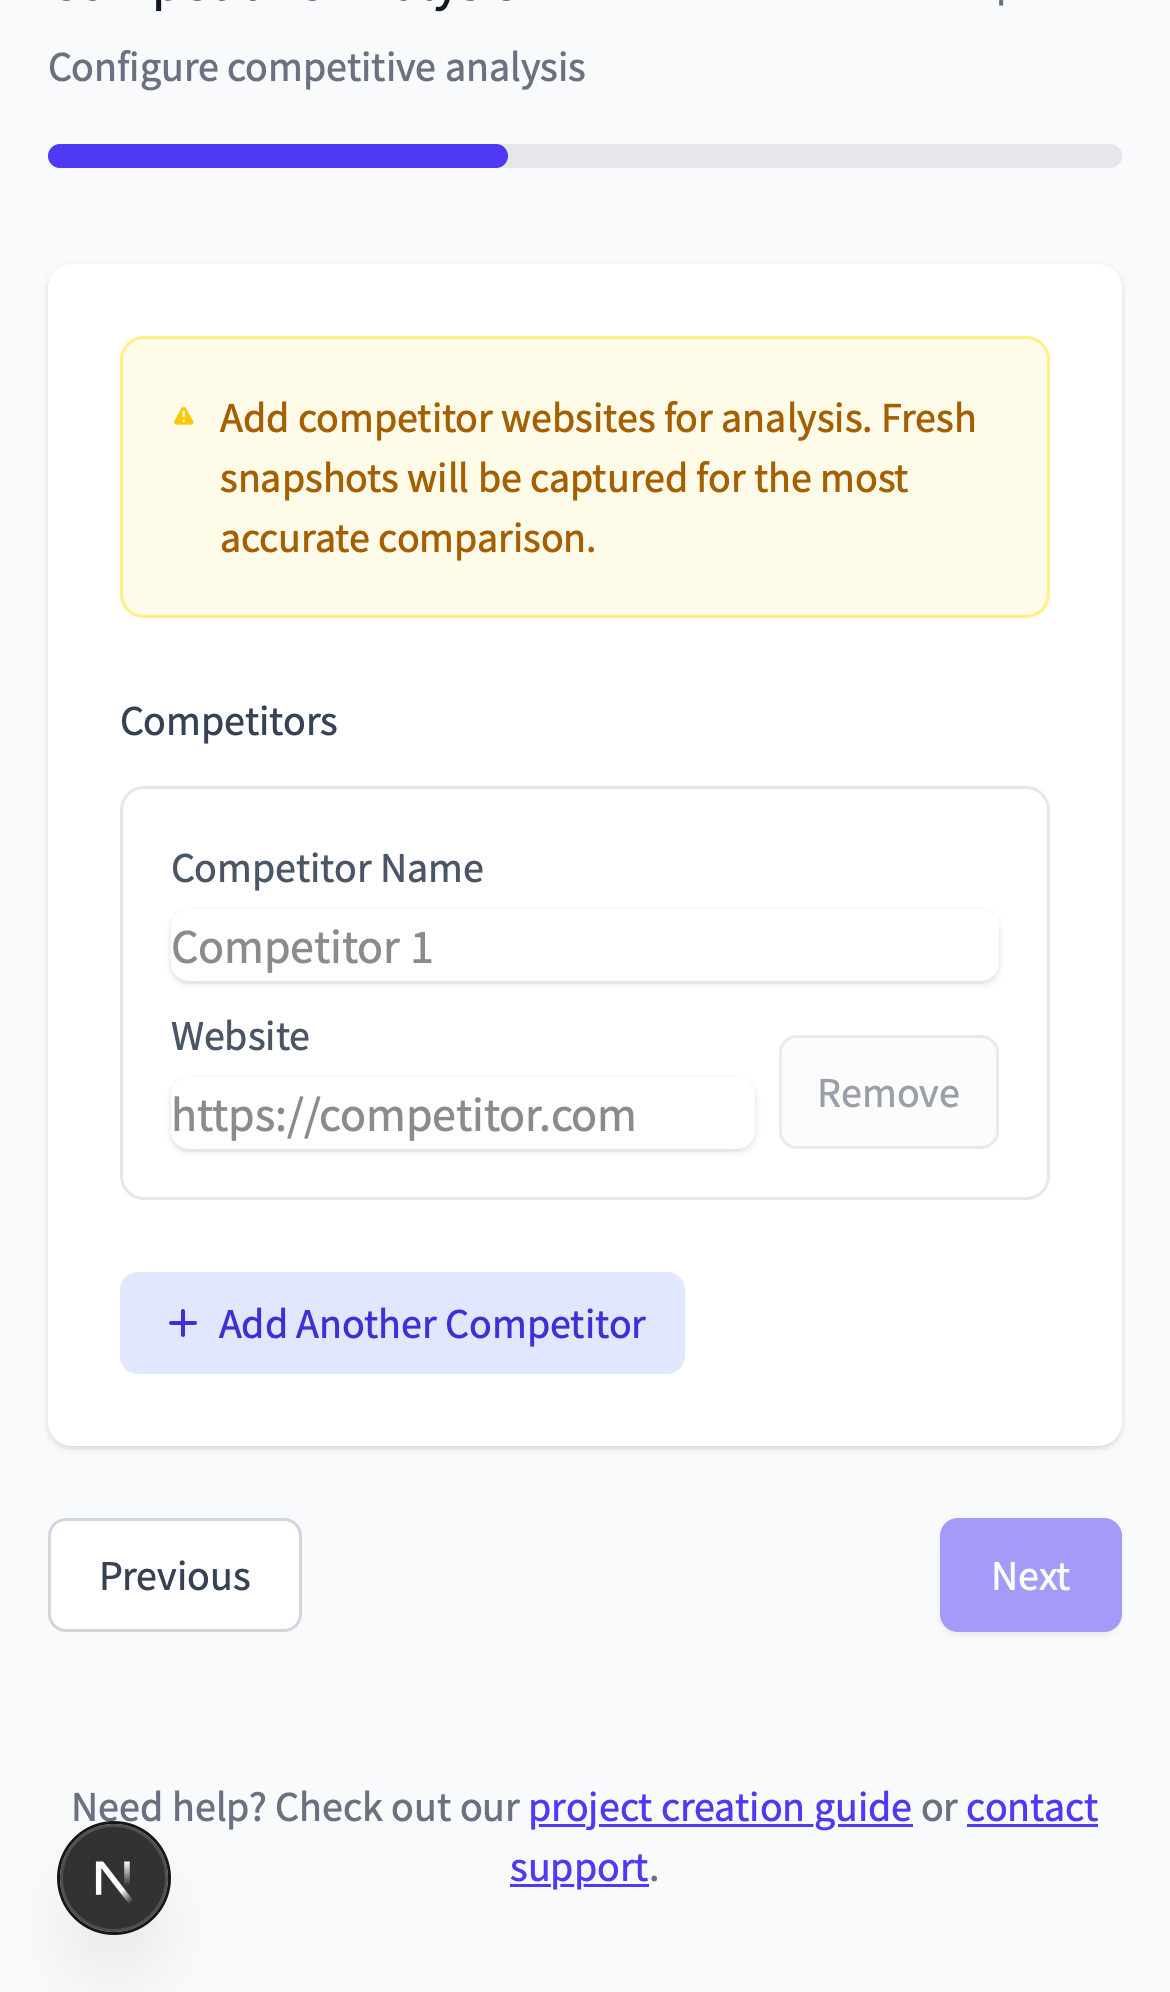 Configure competitive analysis
Add competitor websites for analysis. Fresh
snapshots will be captured for the most
accurate comparison.
Competitors
Competitor Name
Competitor 1
Website
https://competitor.com
Remove
+ Add Another Competitor
Previous
Next
Need help? Check out our project creation guide or contact
support.
N